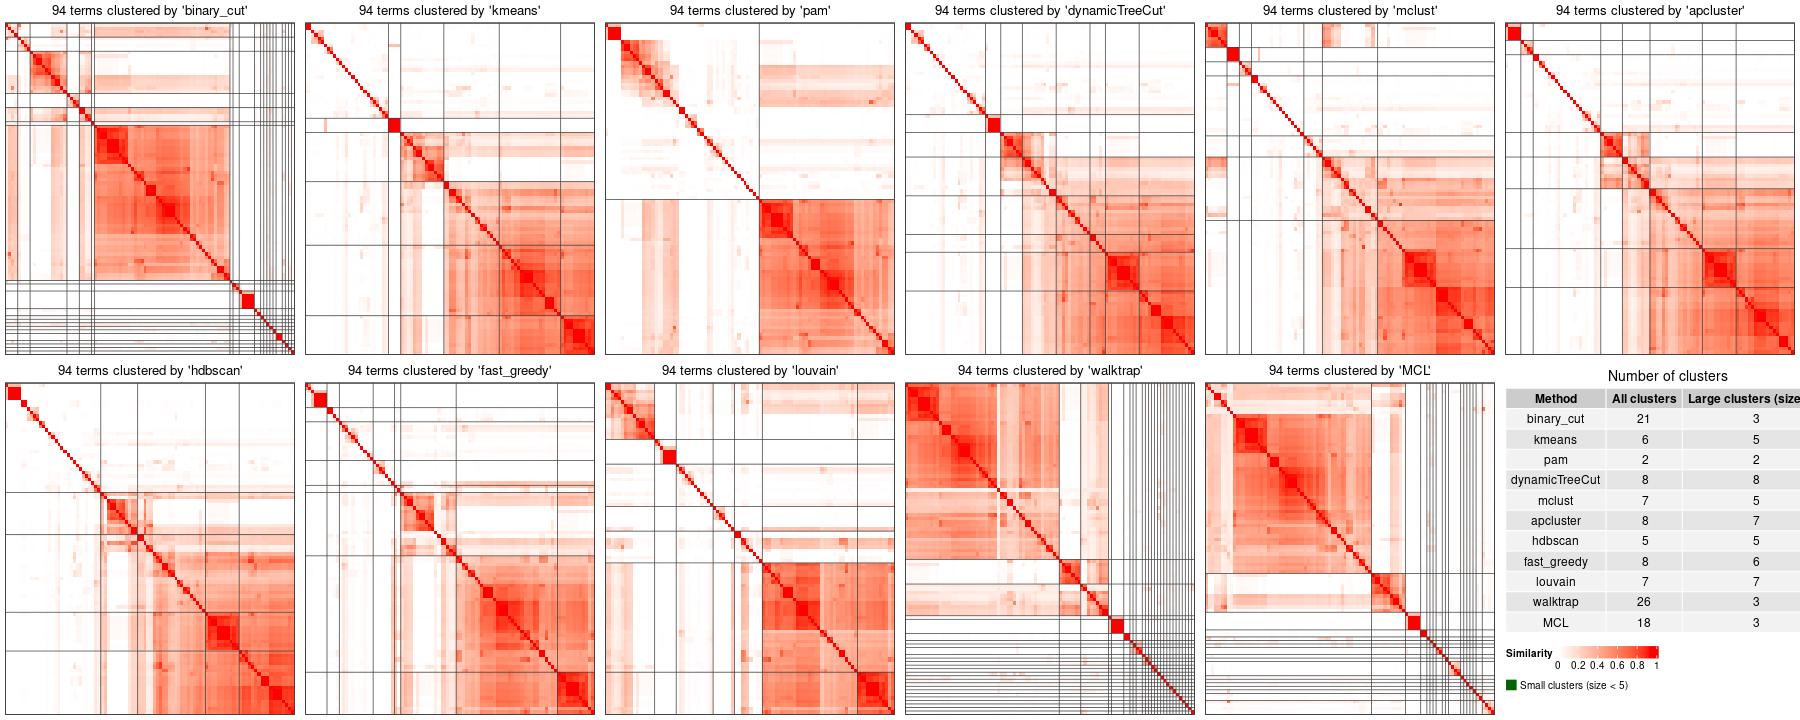 94 terms clustered by 'binary_cut'
94 terms clustered by 'kmeans'
94 terms clustered by 'pam'
94 terms clustered by 'dynamicTreeCut'
94 terms clustered by 'mclust'
94 terms clustered by 'apcluster'
94 terms clustered by 'hdbscan'
94 terms clustered by 'fast_greedy'
94 terms clustered by 'louvain'
94 terms clustered by 'walktrap'
94 terms clustered by 'MCL'
Number of clusters
Method All clusters Large clusters (size
binary_cut 21 3
kmeans 6 5
pam 2 2
dynamicTreeCut 8 8
mclust 7 5
apcluster 8 7
hdbscan 5 5
fast_greedy 8 6
louvain 7 7
walktrap 26 3
MCL 18 3
Similarity
0 0.2 0.4 0.6 0.8 1
Small clusters (size < 5)